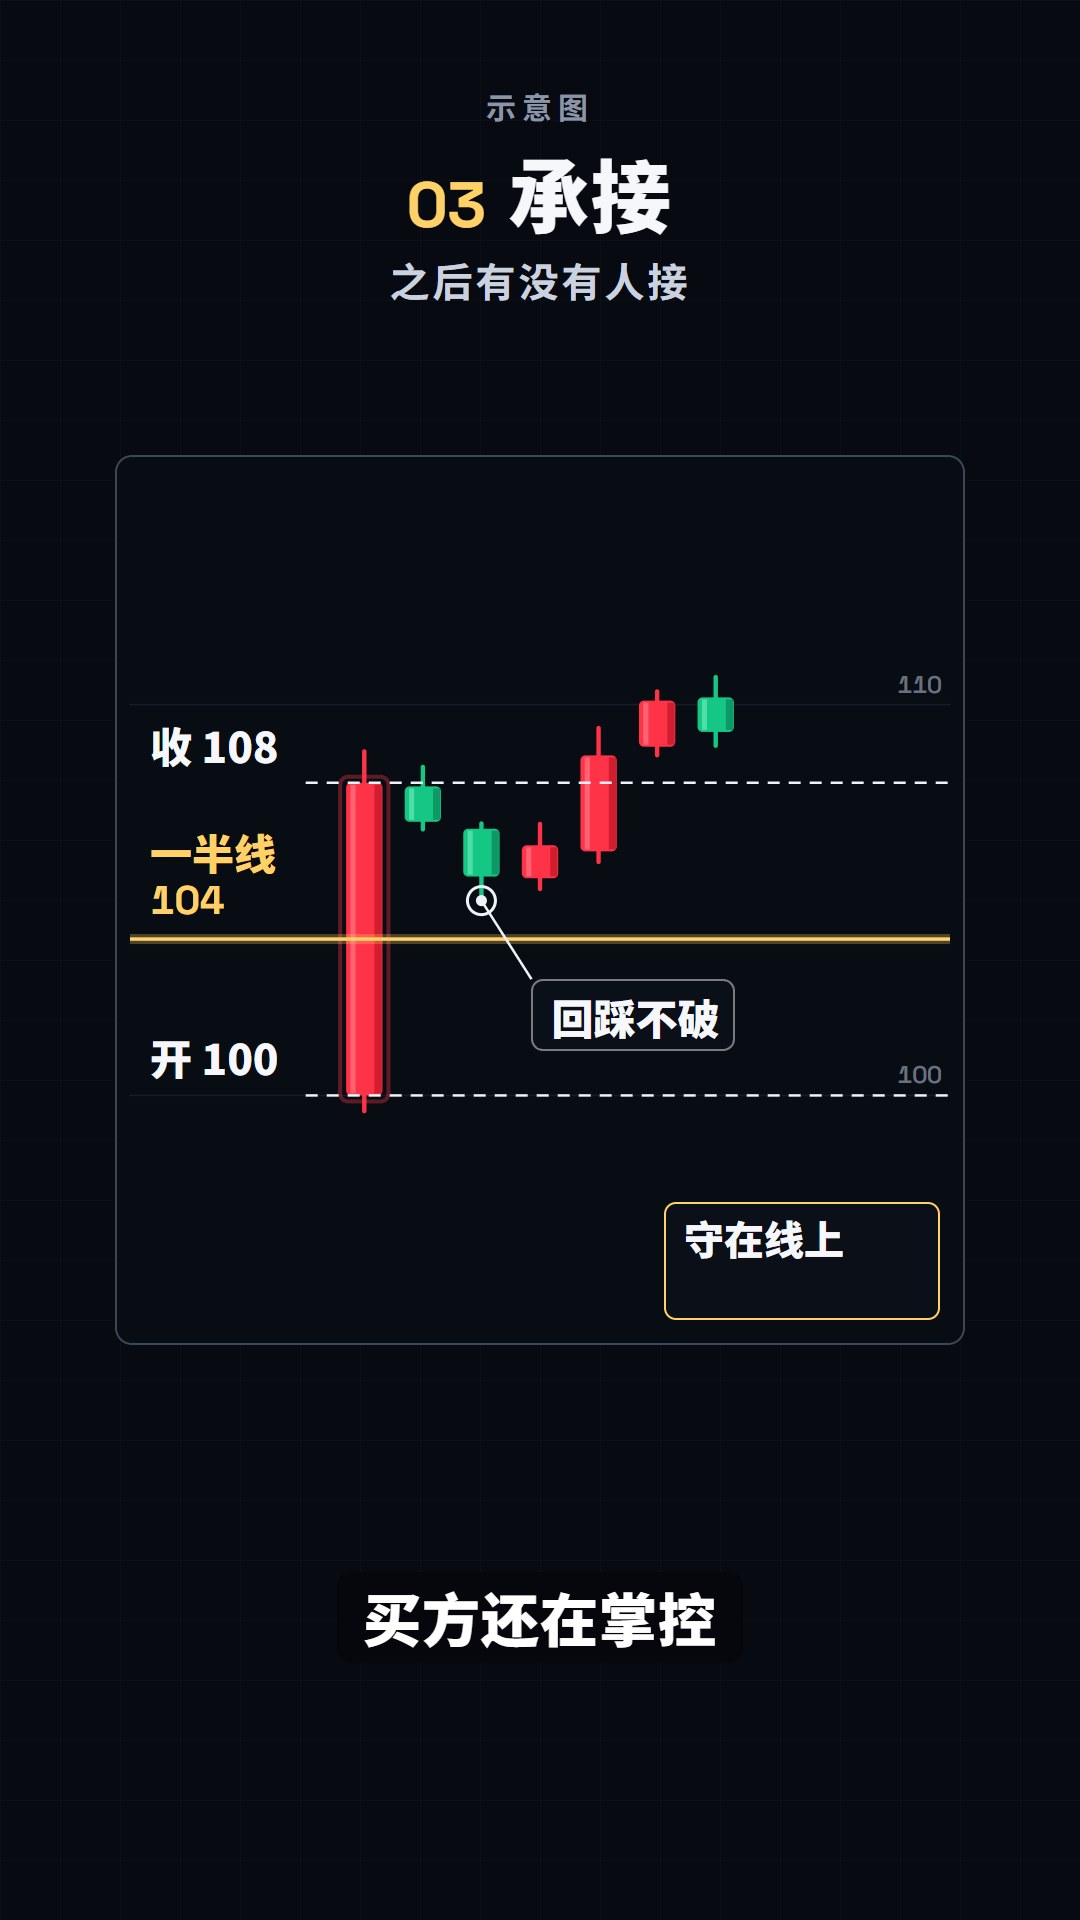 示意图
03 承接
之后有没有人接
110
收 108
一半线
104
回踩不破
开 100
100
守在线上
买方还在掌控